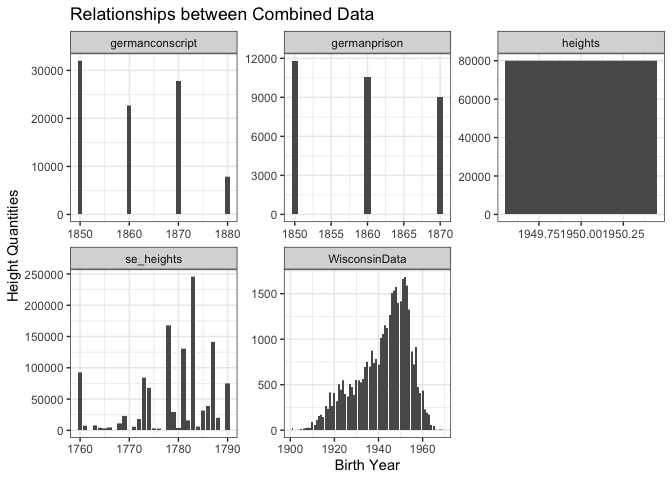 Relationships between Combined Data
germanconscript
germanprison
heights
30000
20000
10000
0
1850 1860 1870 1880
12000
9000
6000
3000
0
1850 1855 1860 1865 1870
80000
60000
40000
20000
0
1949.75 1950.00 1950.25
Height Quantities
se_heights
WisconsinData
250000
200000
150000
100000
50000
0
1760 1770 1780 1790
1500
1000
500
0
1900 1920 1940 1960
Birth Year